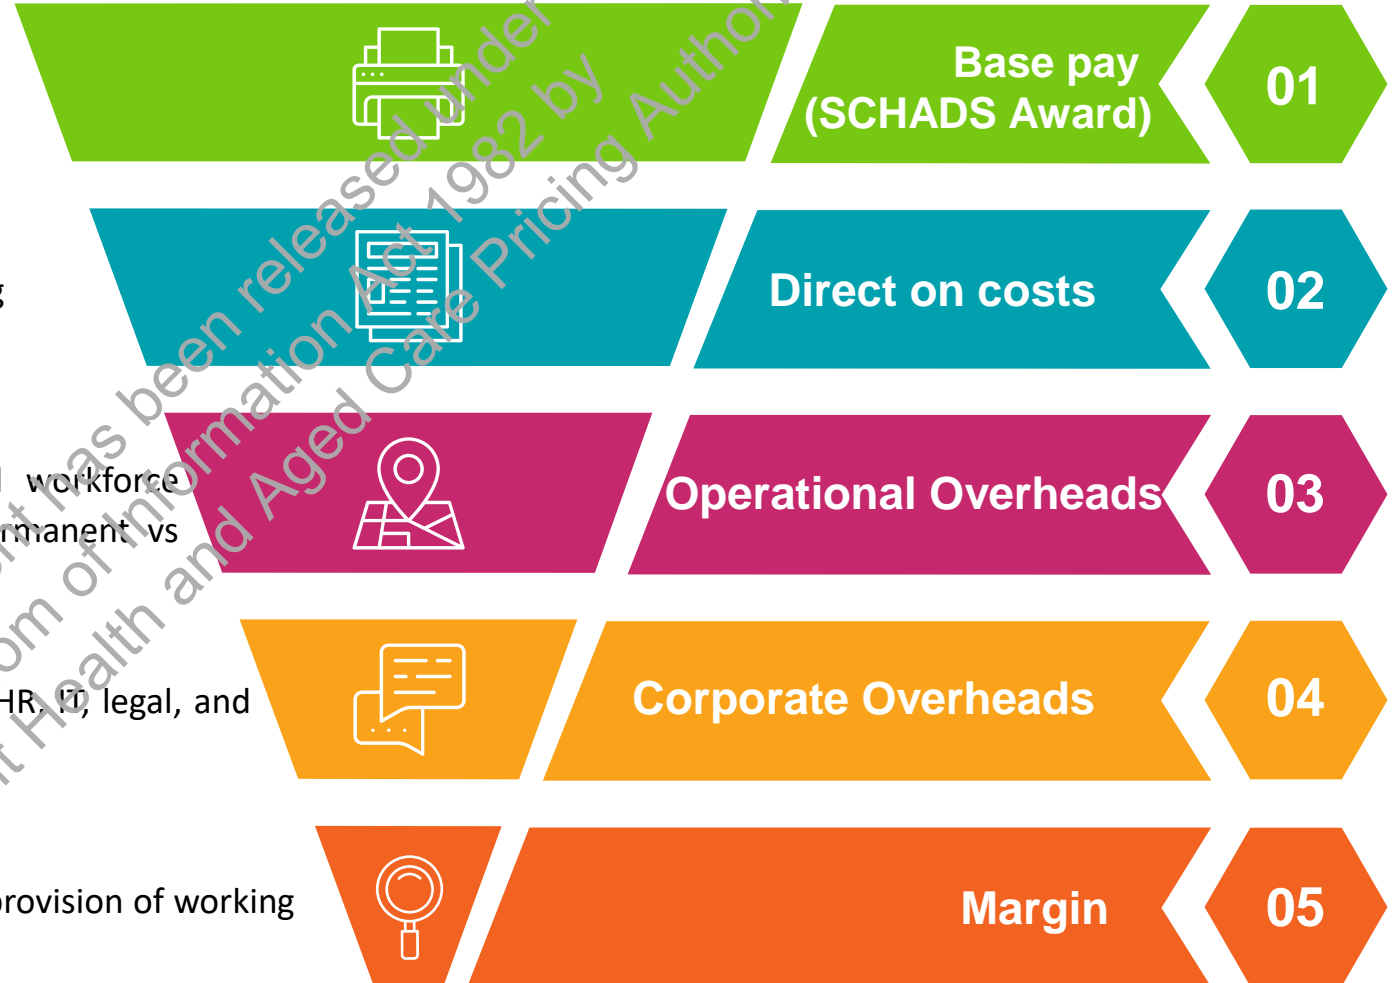 Base pay
(SCHADS Award)
01
Direct on costs
02
workforce
vs
Operational Overheads
03
HR, IT, legal, and
Corporate Overheads
04
provision of working
Margin
05
has been released under
of Information Act 1982 by
Health and Aged Care Pricing